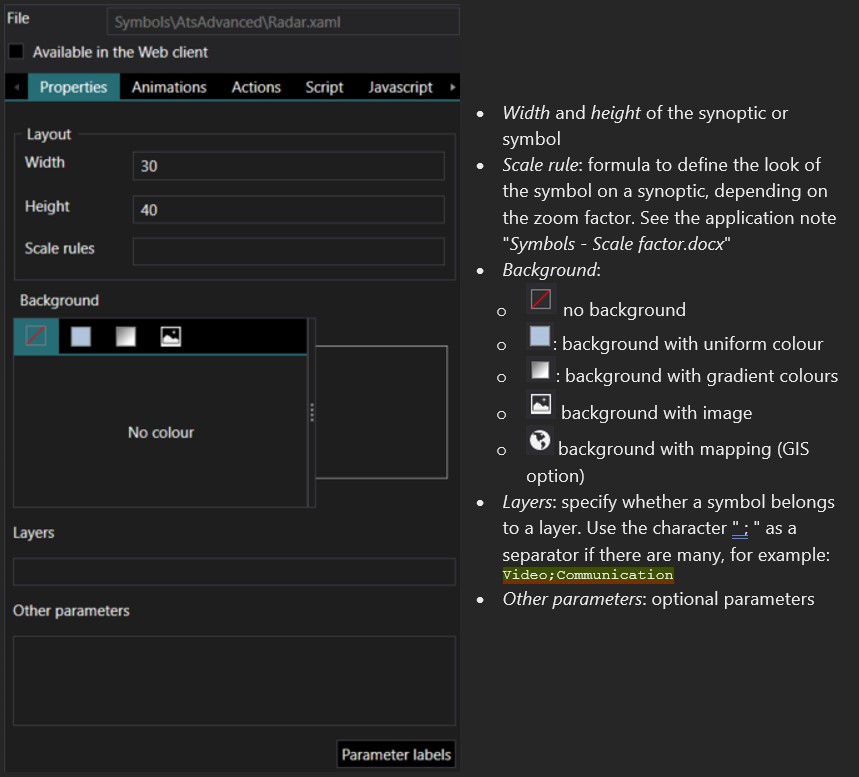 File
Symbols\AtsAdvanced\Radar.xaml
Available in the Web client
Properties
Animations
Actions
Script
Javascript
Layout
Width
30
Height
40
Scale rules
Background
No colour
Layers
Other parameters
Parameter labels
• Width and height of the synoptic or
symbol
• Scale rule: formula to define the look of
the symbol on a synoptic, depending on
the zoom factor. See the application note
"Symbols - Scale factor.docx"
• Background:
o no background
o : background with uniform colour
o : background with gradient colours
o background with image
o background with mapping (GIS
option)
• Layers: specify whether a symbol belongs
to a layer. Use the character " ; " as a
separator if there are many, for example:
Video;Communication
• Other parameters: optional parameters